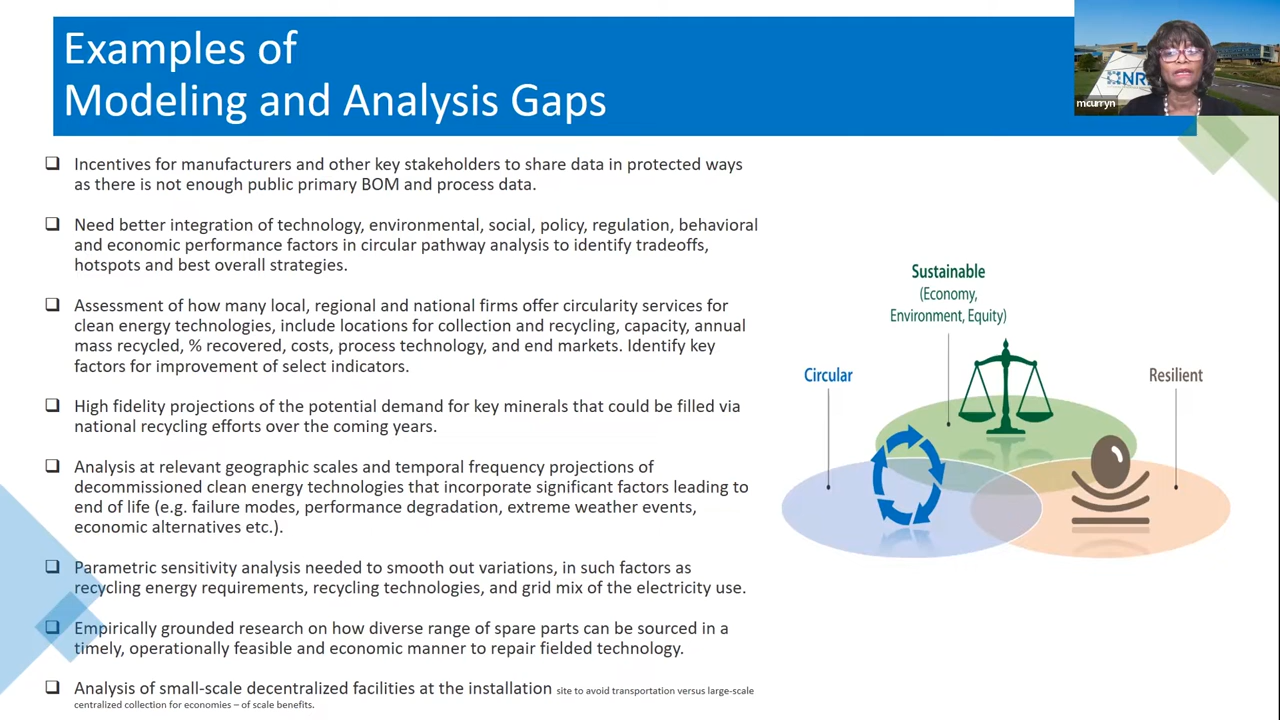 Examples of
Modeling and Analysis Gaps
NR
mcurryn
Incentives for manufacturers and other key stakeholders to share data in protected ways
as there is not enough public primary BOM and process data.
Need better integration of technology, environmental, social, policy, regulation, behavioral
and economic performance factors in circular pathway analysis to identify tradeoffs,
hotspots and best overall strategies.
Assessment of how many local, regional and national firms offer circularity services for
clean energy technologies, include locations for collection and recycling, capacity, annual
mass recycled, % recovered, costs, process technology, and end markets. Identify key
factors for improvement of select indicators.
High fidelity projections of the potential demand for key minerals that could be filled via
national recycling efforts over the coming years.
Analysis at relevant geographic scales and temporal frequency projections of
decommissioned clean energy technologies that incorporate significant factors leading to
end of life (e.g. failure modes, performance degradation, extreme weather events,
economic alternatives etc.).
Parametric sensitivity analysis needed to smooth out variations, in such factors as
recycling energy requirements, recycling technologies, and grid mix of the electricity use.
Empirically grounded research on how diverse range of spare parts can be sourced in a
timely, operationally feasible and economic manner to repair fielded technology.
Analysis of small-scale decentralized facilities at the installation site to avoid transportation versus large-scale
centralized collection for economies – of scale benefits.
Sustainable
(Economy,
Environment, Equity)
Circular
Resilient